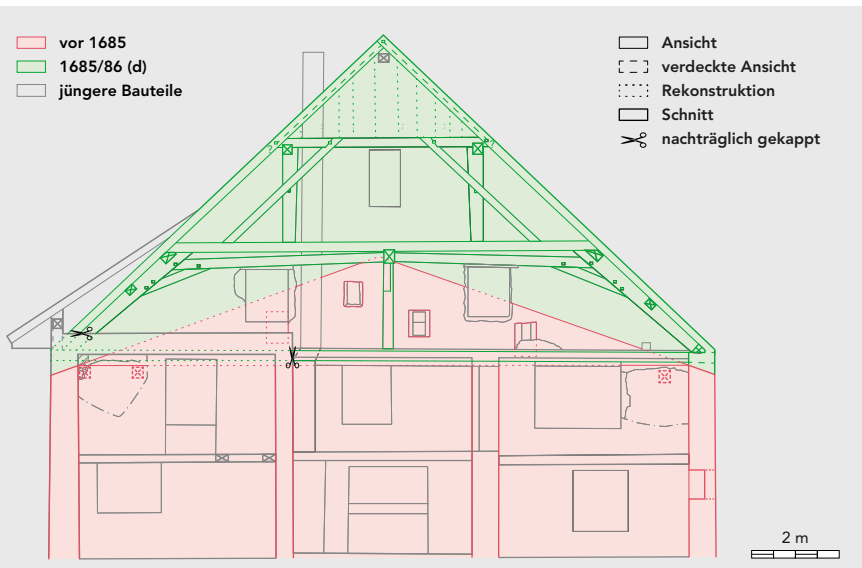 vor 1685
1685/86 (d)
jüngere Bauteile
Ansicht
verdeckte Ansicht
Rekonstruktion
Schnitt
nachträglich gekappt
?
?
2 m